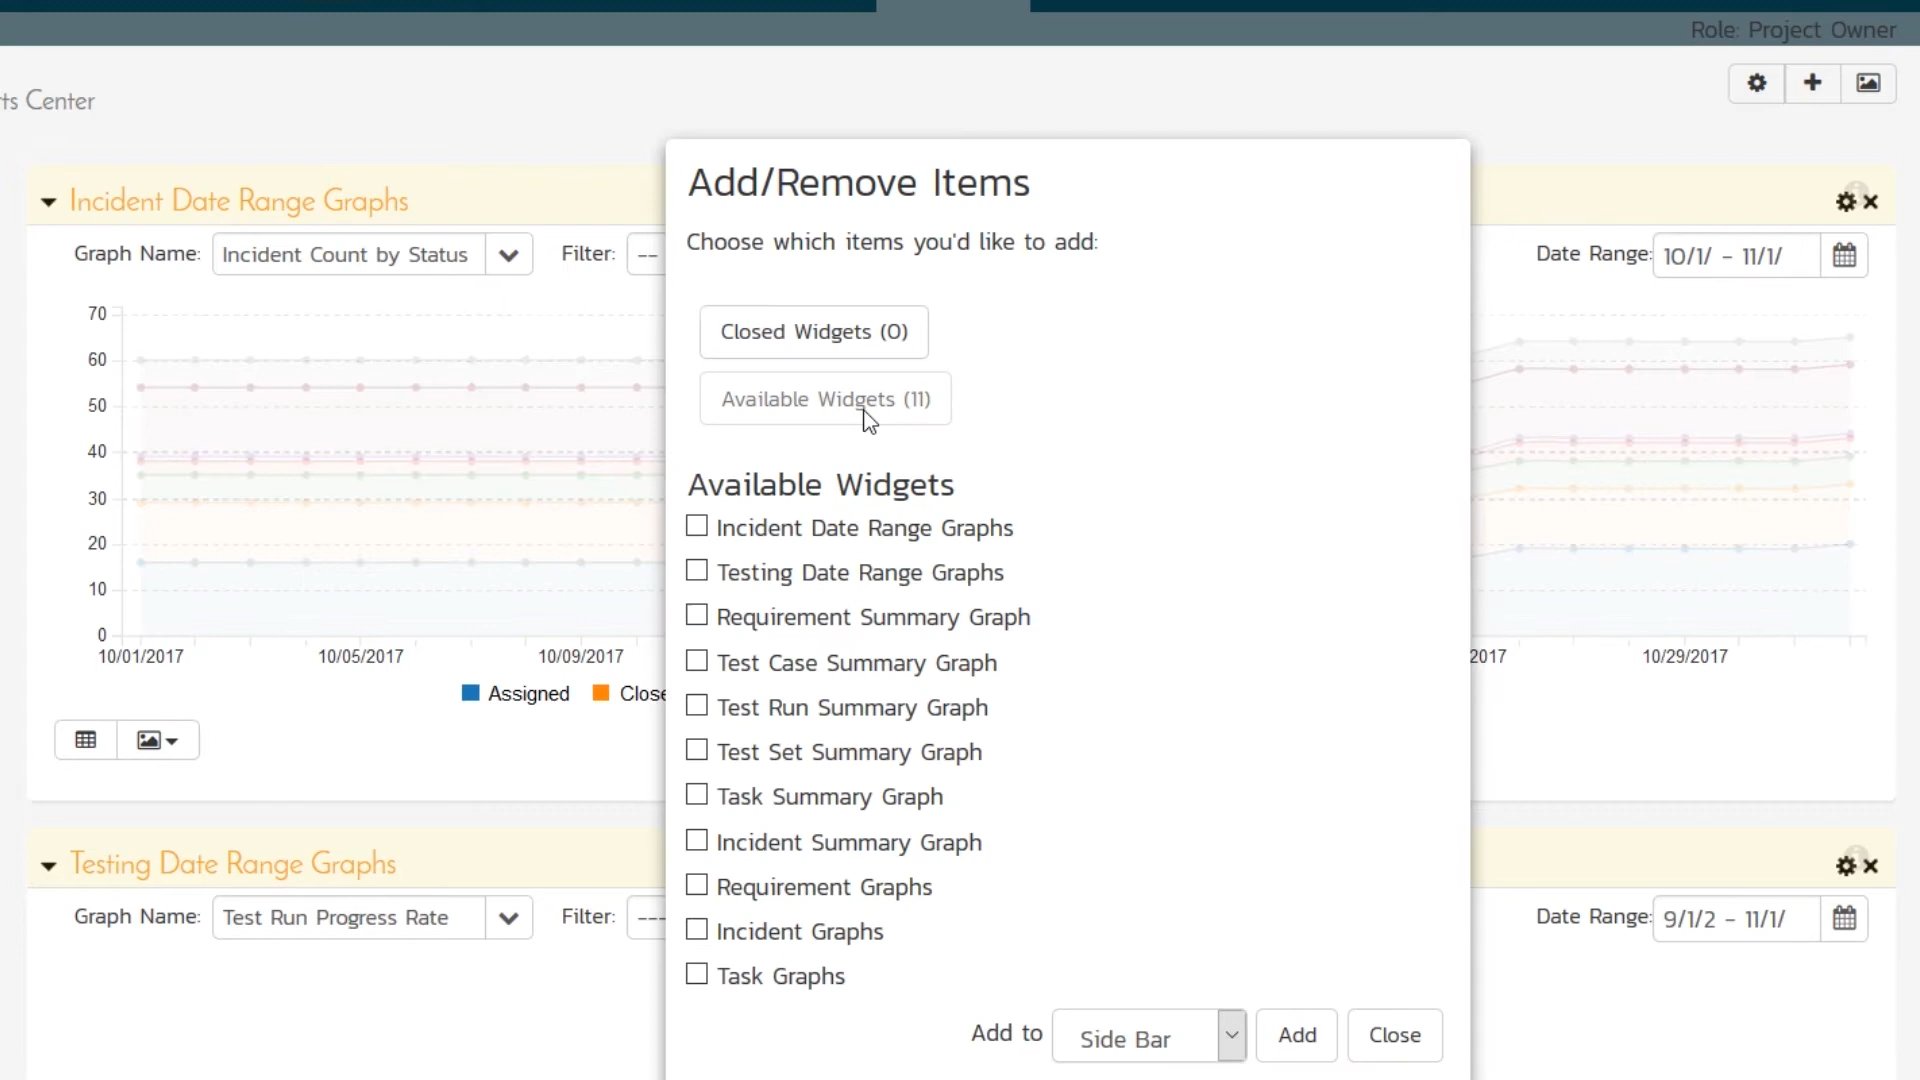 Role: Project Owner
ts Center
Incident Date Range Graphs
Graph Name: Incident Count by Status Filter: -- Date Range: 10/1/ - 11/1/
70
60
50
40
30
20
10
0
10/01/2017 10/05/2017 10/09/2017 2017 10/29/2017
Assigned Close
Testing Date Range Graphs
Graph Name: Test Run Progress Rate Filter: --- Date Range: 9/1/2 - 11/1/
Add/Remove Items
Choose which items you'd like to add:
Closed Widgets (0)
Available Widgets (11)
Available Widgets
Incident Date Range Graphs
Testing Date Range Graphs
Requirement Summary Graph
Test Case Summary Graph
Test Run Summary Graph
Test Set Summary Graph
Task Summary Graph
Incident Summary Graph
Requirement Graphs
Incident Graphs
Task Graphs
Add to Side Bar Add Close